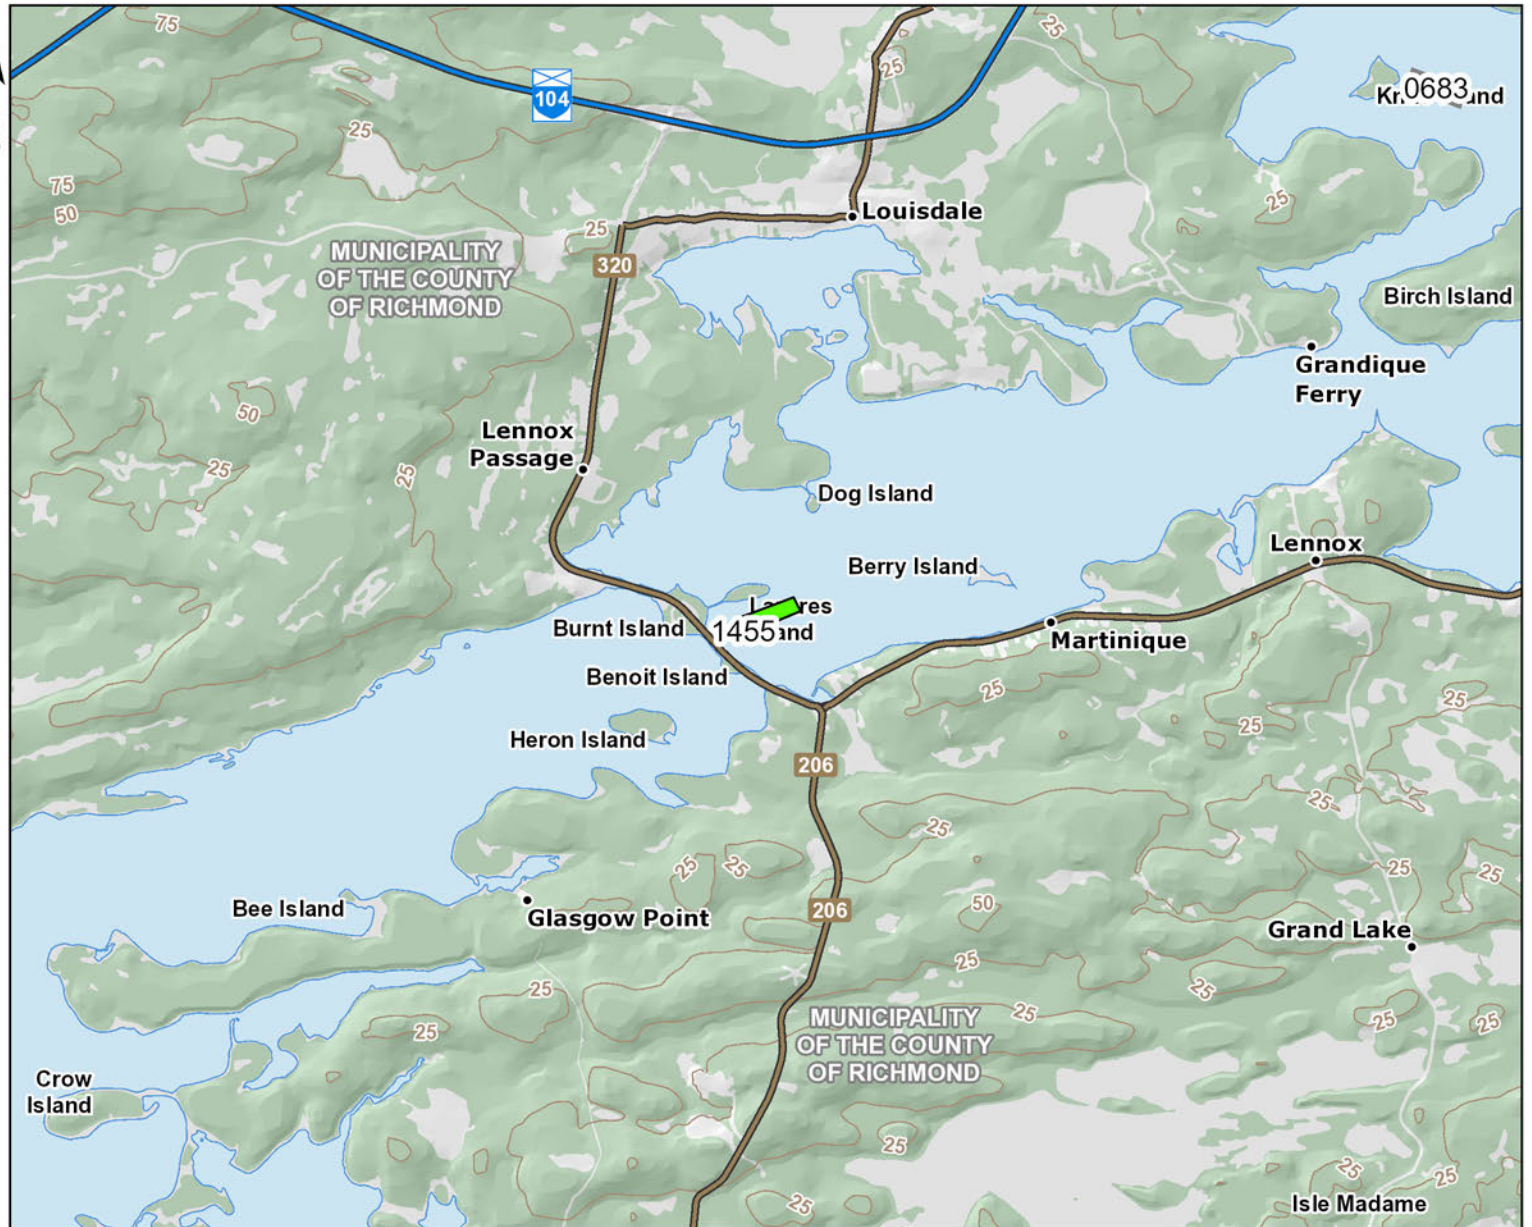 75
25
25
0683
104
25
75
50
Louisdale
25
25
320
MUNICIPALITY
OF THE COUNTY
OF RICHMOND
Birch Island
Grandique
Ferry
50
Lennox
Passage
25
25
Dog Island
Lennox
Berry Island
Burnt Island
1455
Martinique
Benoit Island
25
25
25
Heron Island
206
25
25
25
25
25
25
Bee Island
Glasgow Point
206
50
Grand Lake
25
25
25
25
MUNICIPALITY
OF THE COUNTY
OF RICHMOND
25
25
25
Crow
Island
25
25
25
25
Isle Madame